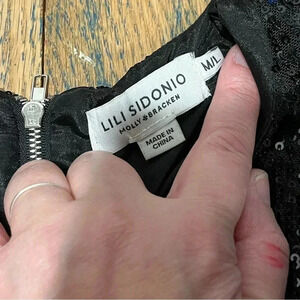 M/L
LILI SIDONIO
MOLLY BRACKEN
MADE IN
CHINA